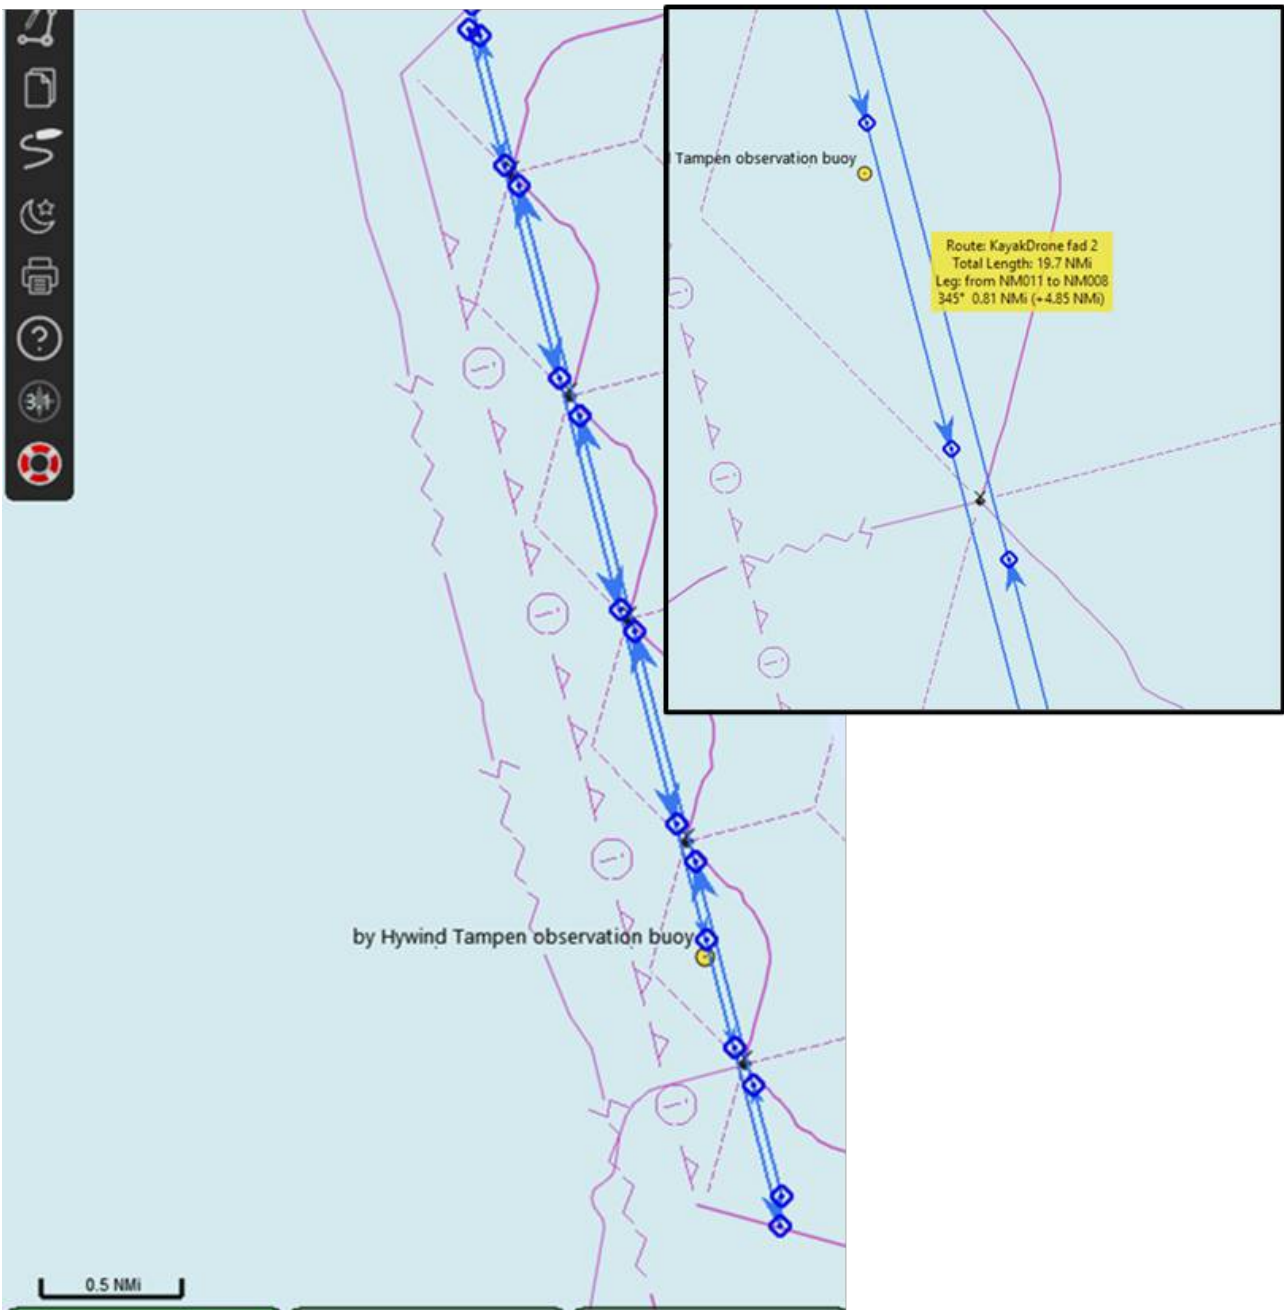 Tampen observation buoy
Route: KayakDrone fad 2
Total Length: 19.7 NMi
Leg: from NM011 to NM008
345° 0.81 NMi (+4.85 NMi)
by Hywind Tampen observation buoy
0.5 NMi